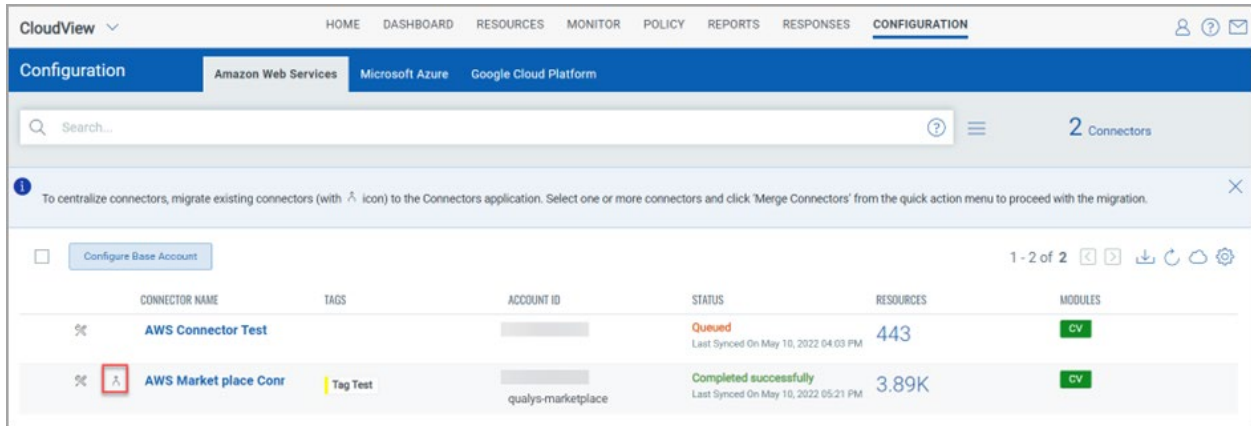 CloudView
HOME DASHBOARD RESOURCES MONITOR POLICY REPORTS RESPONSES CONFIGURATION
Configuration
Amazon Web Services Microsoft Azure Google Cloud Platform
Search...
2 Connectors
To centralize connectors, migrate existing connectors (with icon) to the Connectors application. Select one or more connectors and click 'Merge Connectors' from the quick action menu to proceed with the migration.
Configure Base Account
1 - 2 of 2
CONNECTOR NAME TAGS ACCOUNT ID STATUS RESOURCES MODULES
AWS Connector Test Queued 443 CV
Last Synced On May 10, 2022 04:03 PM
AWS Market place Conr Tag Test Completed successfully 3.89K CV
qualys-marketplace Last Synced On May 10, 2022 05:21 PM